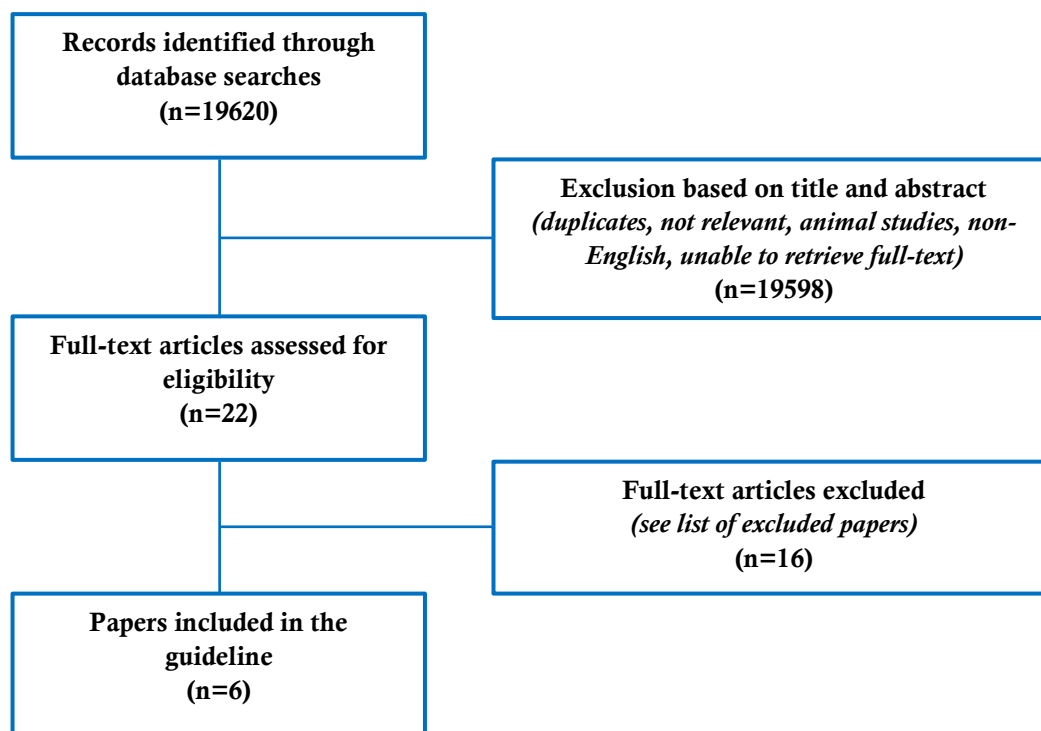 Records identified through
database searches
(n=19620)
Exclusion based on title and abstract
(duplicates, not relevant, animal studies, non-
English, unable to retrieve full-text)
(n=19598)
Full-text articles assessed for
eligibility
(n=22)
Full-text articles excluded
(see list of excluded papers)
(n=16)
Papers included in the
guideline
(n=6)